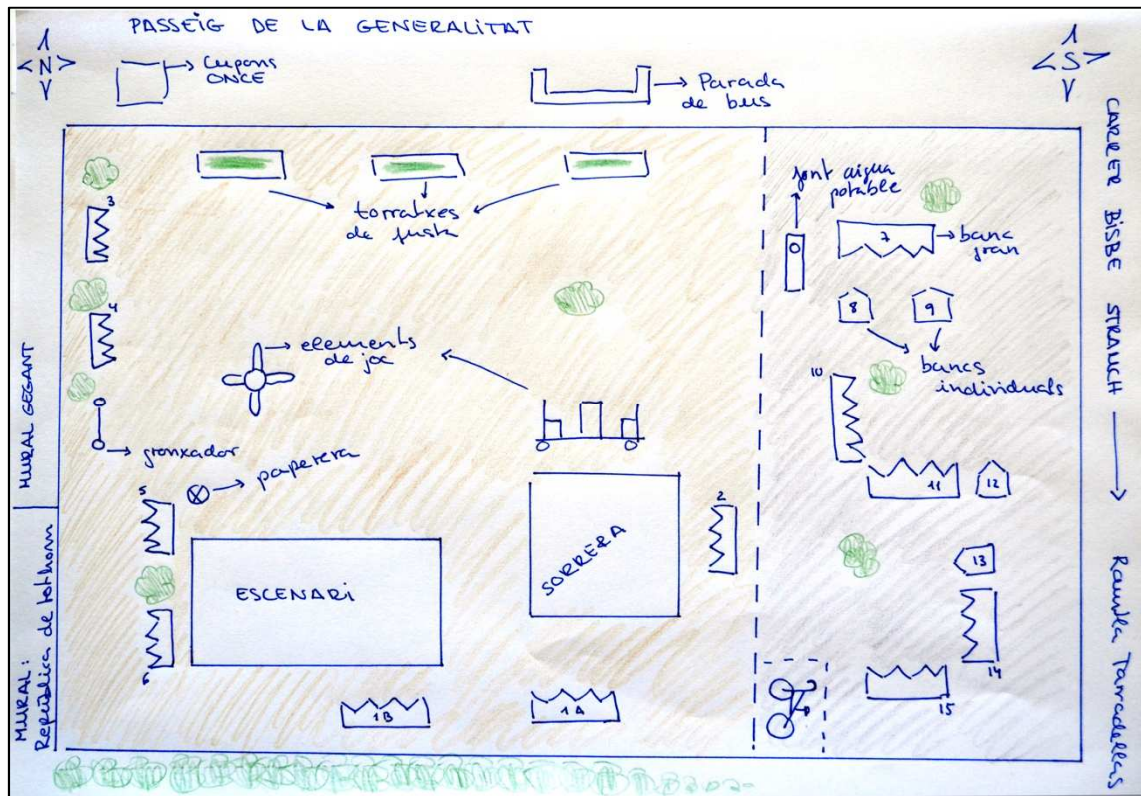 PASSEIG DE LA GENERALITAT
N
Cupons
ONCE
Parada
de bus
S
CARRER BISBE STRAUCH → Rambla Tarradellas
torratxes
de fusta
font aigua
potable
3
7
banc
gran
4
8
9
bancs
individuals
elements
de joc
10
MURAL GEGANT
gronxador
paperera
5
2
11
12
SORRERA
ESCENARI
13
MURAL:
República de tothom
6
14
1B
1A
15